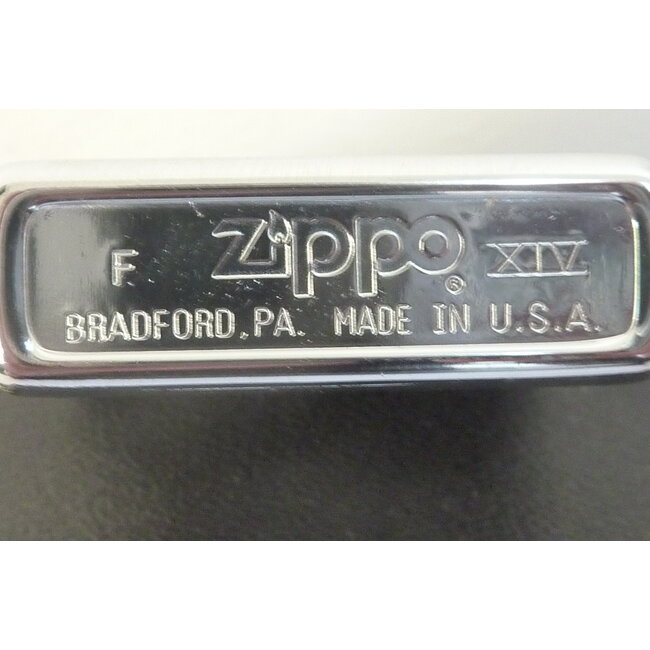 F Zippo® XIV
BRADFORD, PA. MADE IN U.S.A.